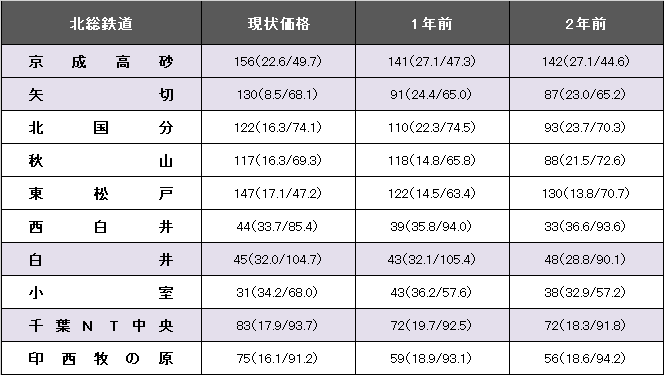 北総鉄道 現状価格 1年前 2年前
京成高砂 156(22.6/49.7) 141(27.1/47.3) 142(27.1/44.6)
矢切 130(8.5/68.1) 91(24.4/65.0) 87(23.0/65.2)
北国分 122(16.3/74.1) 110(22.3/74.5) 93(23.7/70.3)
秋山 117(16.3/69.3) 118(14.8/65.8) 88(21.5/72.6)
東松戸 147(17.1/47.2) 122(14.5/63.4) 130(13.8/70.7)
西白井 44(33.7/85.4) 39(35.8/94.0) 33(36.6/93.6)
白井 45(32.0/104.7) 43(32.1/105.4) 48(28.8/90.1)
小室 31(34.2/68.0) 43(36.2/57.6) 38(32.9/57.2)
千葉NT中央 83(17.9/93.7) 72(19.7/92.5) 72(18.3/91.8)
印西牧の原 75(16.1/91.2) 59(18.9/93.1) 56(18.6/94.2)